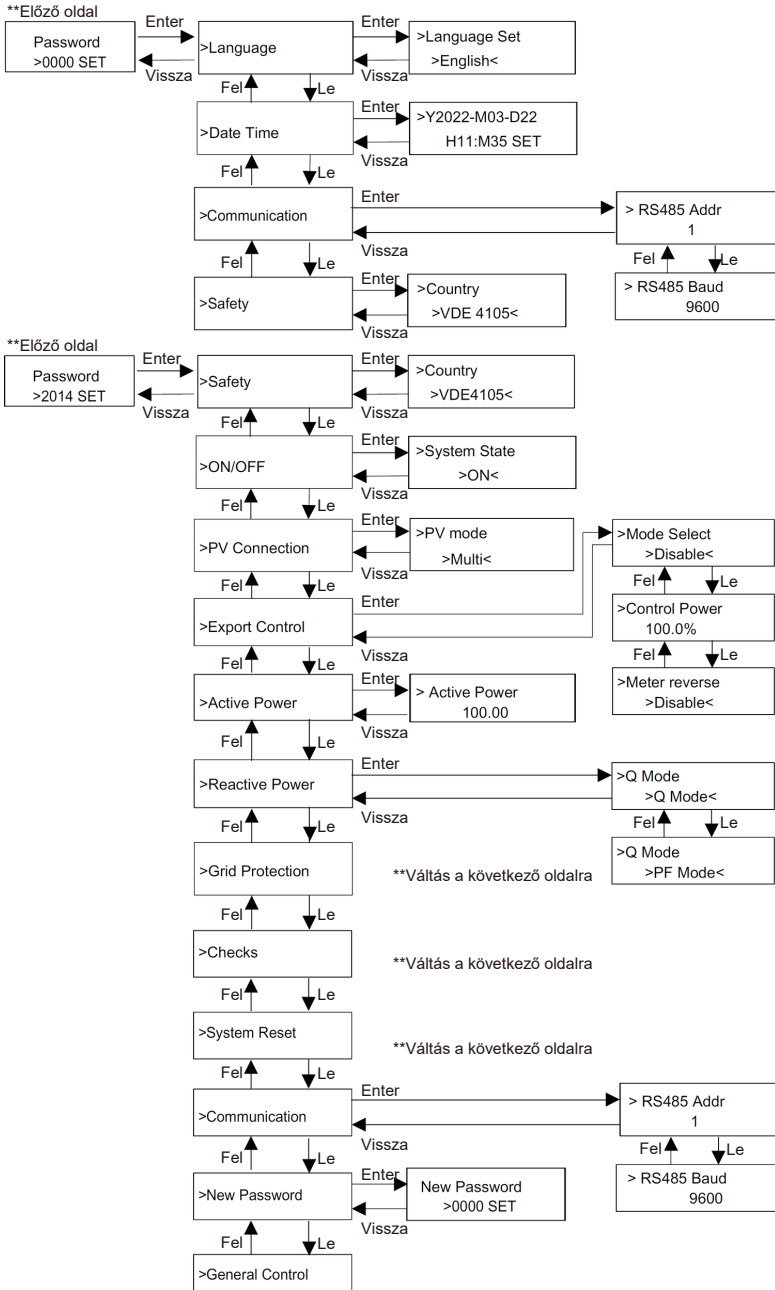 **Előző oldal
Password
>0000 SET
Enter
Vissza
>Language
Enter
Vissza
>Language Set
>English<
Fel
Le
>Date Time
Enter
Vissza
>Y2022-M03-D22
H11:M35 SET
Fel
Le
>Communication
Enter
Vissza
> RS485 Addr
1
Fel
Le
> RS485 Baud
9600
Fel
Le
>Safety
Enter
Vissza
>Country
>VDE 4105<
**Előző oldal
Password
>2014 SET
Enter
Vissza
>Safety
Enter
Vissza
>Country
>VDE4105<
Fel
Le
>ON/OFF
Enter
Vissza
>System State
>ON<
Fel
Le
>PV Connection
Enter
Vissza
>PV mode
>Multi<
Fel
Le
>Export Control
Enter
Vissza
>Mode Select
>Disable<
Fel
Le
>Control Power
100.0%
Fel
Le
>Meter reverse
>Disable<
Fel
Le
>Active Power
Enter
Vissza
> Active Power
100.00
Fel
Le
>Reactive Power
Enter
Vissza
>Q Mode
>Q Mode<
Fel
Le
>Q Mode
>PF Mode<
Fel
Le
>Grid Protection
**Váltás a következő oldalra
Fel
Le
>Checks
**Váltás a következő oldalra
Fel
Le
>System Reset
**Váltás a következő oldalra
Fel
Le
>Communication
Enter
Vissza
> RS485 Addr
1
Fel
Le
> RS485 Baud
9600
Fel
Le
>New Password
Enter
Vissza
New Password
>0000 SET
Fel
Le
>General Control